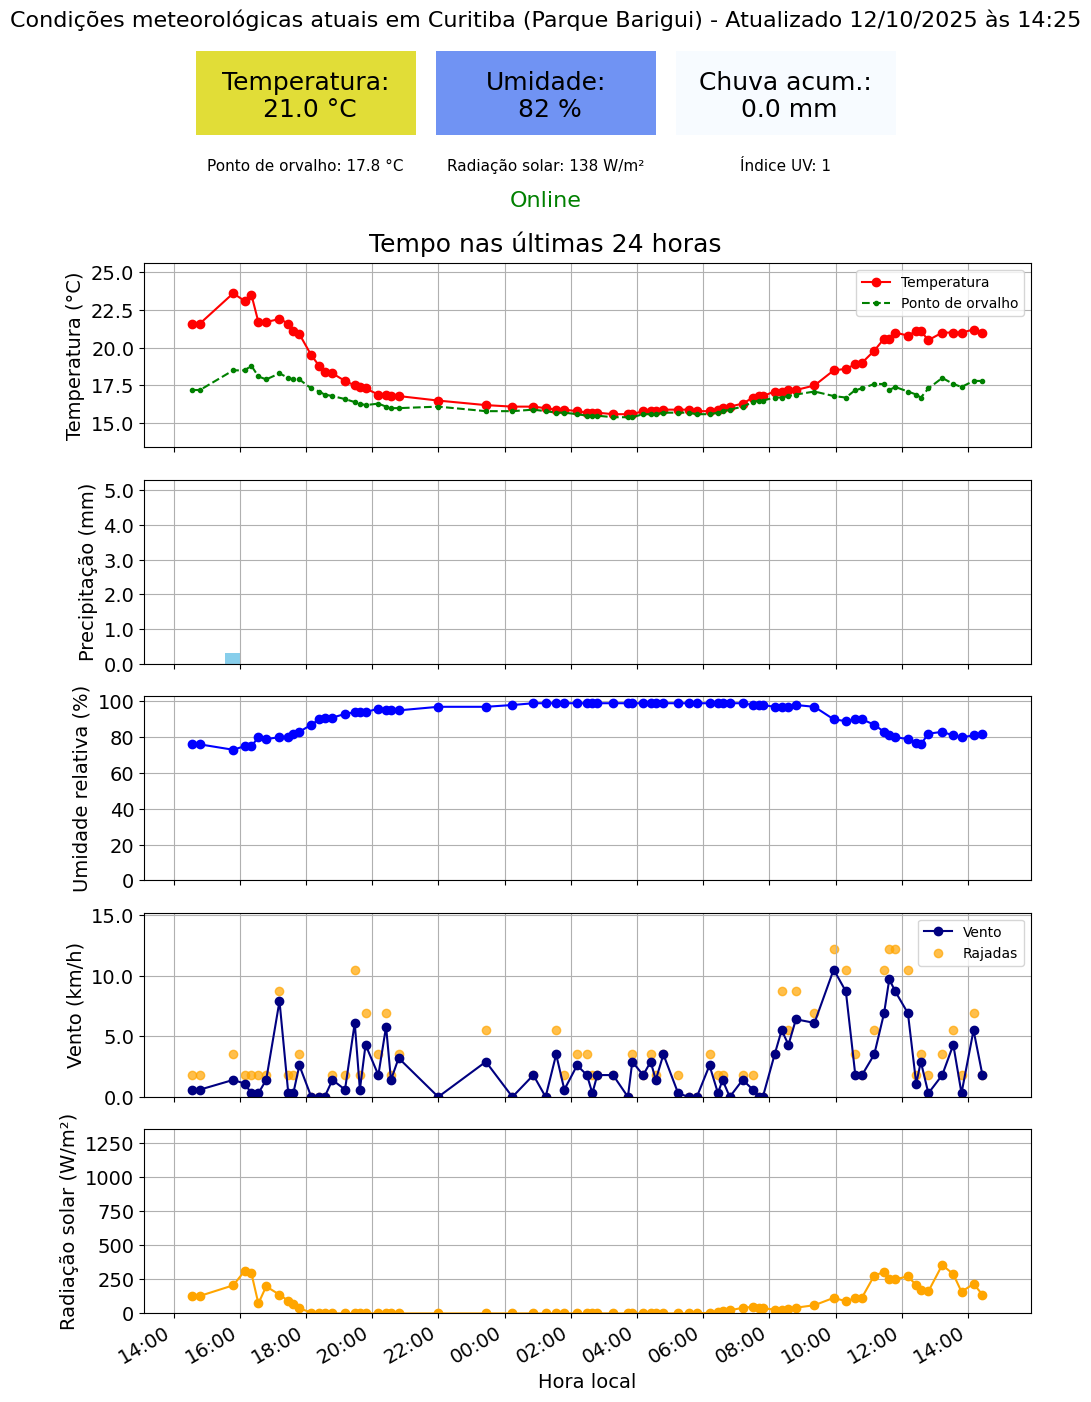 Condições meteorológicas atuais em Curitiba (Parque Barigui) - Atualizado 12/10/2025 às 14:25
Temperatura:
21.0 °C
Umidade:
82 %
Chuva acum.:
0.0 mm
Ponto de orvalho: 17.8 °C
Radiação solar: 138 W/m²
Índice UV: 1
Online
Tempo nas últimas 24 horas
Temperatura (°C)
25.0
22.5
20.0
17.5
15.0
Temperatura
Ponto de orvalho
Precipitação (mm)
5.0
4.0
3.0
2.0
1.0
0.0
Umidade relativa (%)
100
80
60
40
20
0
Vento (km/h)
15.0
10.0
5.0
0.0
Vento
Rajadas
Radiação solar (W/m²)
1250
1000
750
500
250
0
14:00
16:00
18:00
20:00
22:00
00:00
02:00
04:00
06:00
08:00
10:00
12:00
14:00
Hora local